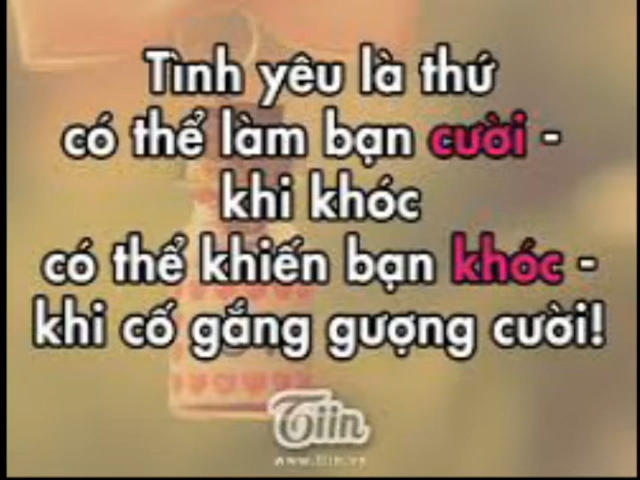 Tình yêu là thứ
có thể làm bạn cười -
khi khóc
có thể khiến bạn khóc -
khi cố gắng gượng cười!
Tiin
www.tiin.vn